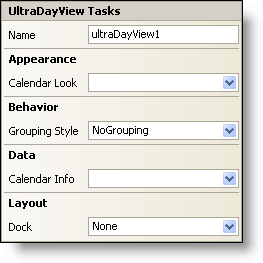 UltraDayView Tasks
Name ultraDayView1
Appearance
Calendar Look
Behavior
Grouping Style NoGrouping
Data
Calendar Info
Layout
Dock None